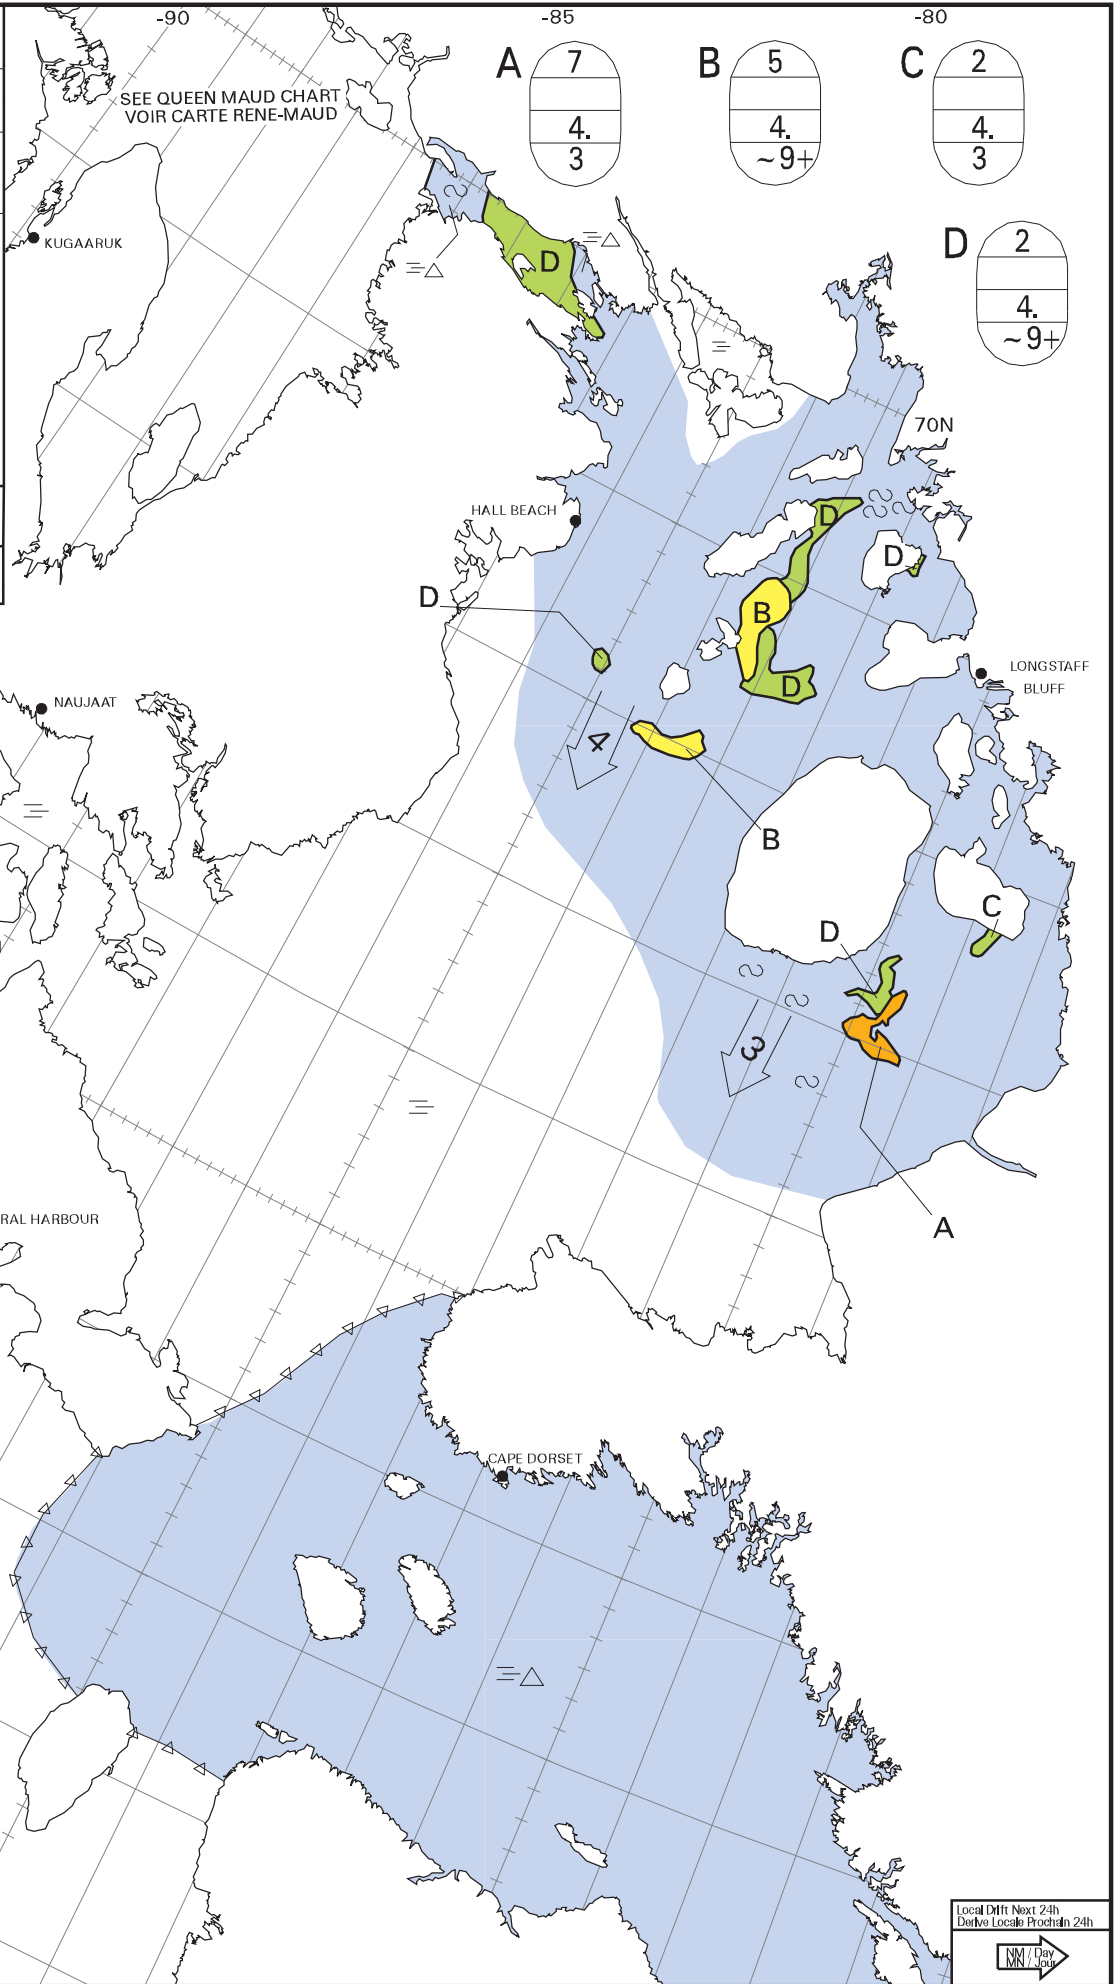 -90
-85
-80
A
7
4.
3
B
5
4.
~9+
C
2
4.
3
SEE QUEEN MAUD CHART
VOIR CARTE RENE-MAUD
D
2
4.
~9+
KUGAARUK
D
70N
HALL BEACH
D
D
D
B
LONGSTAFF
BLUFF
D
NAUJAAT
4
B
C
D
3
A
RAL HARBOUR
CAPE DORSET
Local Drift Next 24h
Derive Locale Prochain 24h
NM / Day
MN / Jour